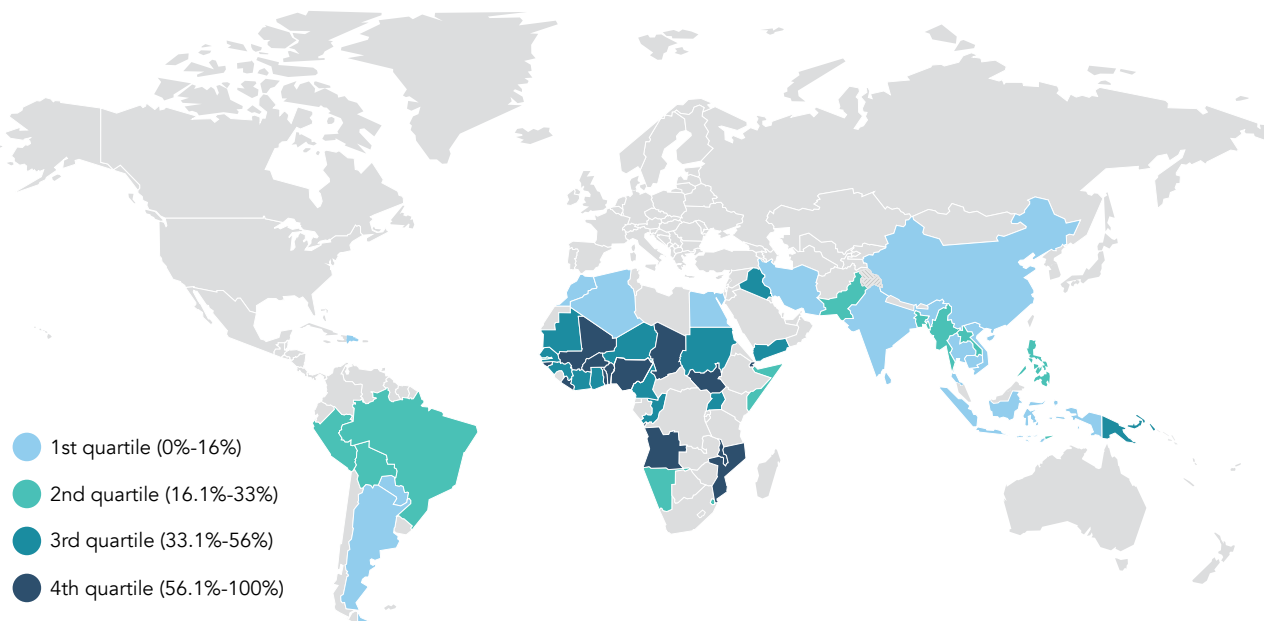 1st quartile (0%-16%)
2nd quartile (16.1%-33%)
3rd quartile (33.1%-56%)
4th quartile (56.1%-100%)